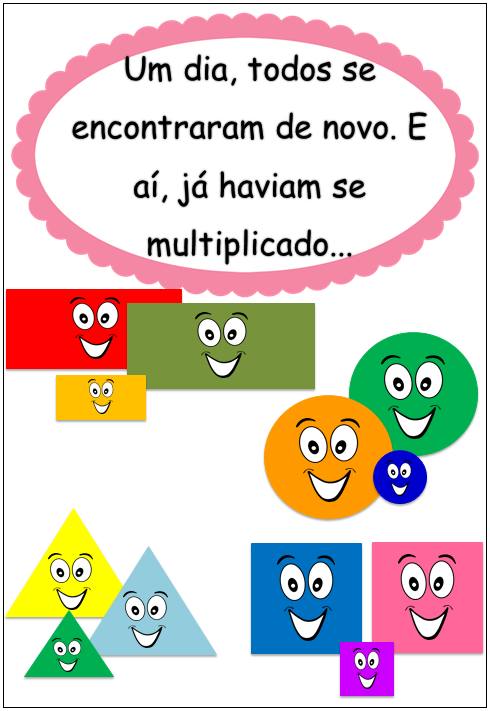 Um dia, todos se
encontraram de novo. E
aí, já haviam se
multiplicado...